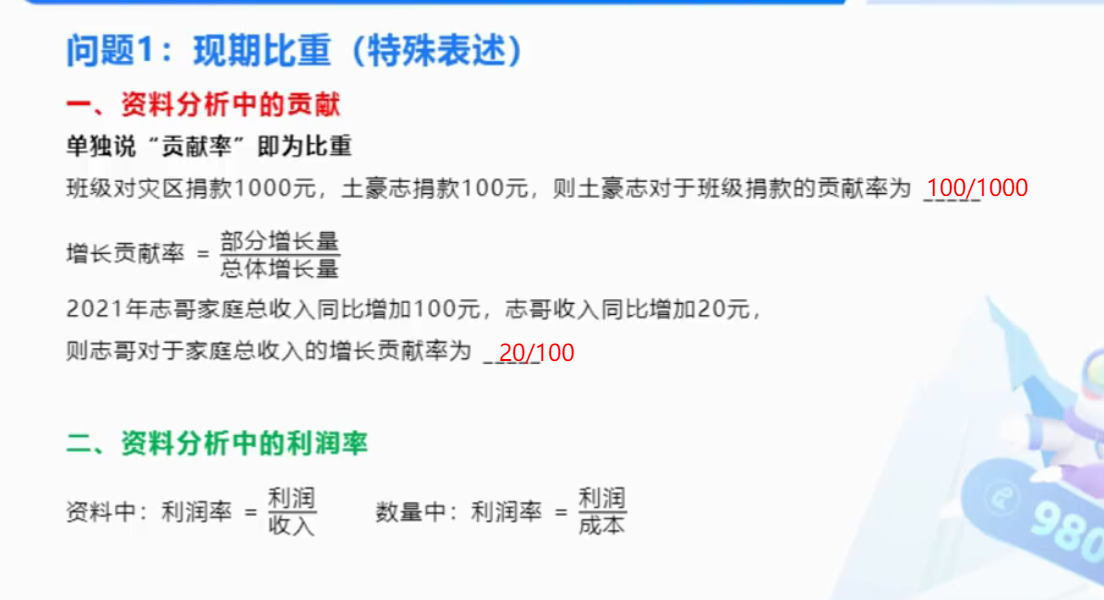 问题1：现期比重（特殊表述）
一、资料分析中的贡献
单独说“贡献率”即为比重
班级对灾区捐款1000元，土豪志捐款100元，则土豪志对于班级捐款的贡献率为 100/1000
增长贡献率 = 部分增长量
总体增长量
2021年志哥家庭总收入同比增加100元，志哥收入同比增加20元，
则志哥对于家庭总收入的增长贡献率为 20/100
二、资料分析中的利润率
资料中：利润率 = 利润 数量中：利润率 = 利润
收入 成本
980